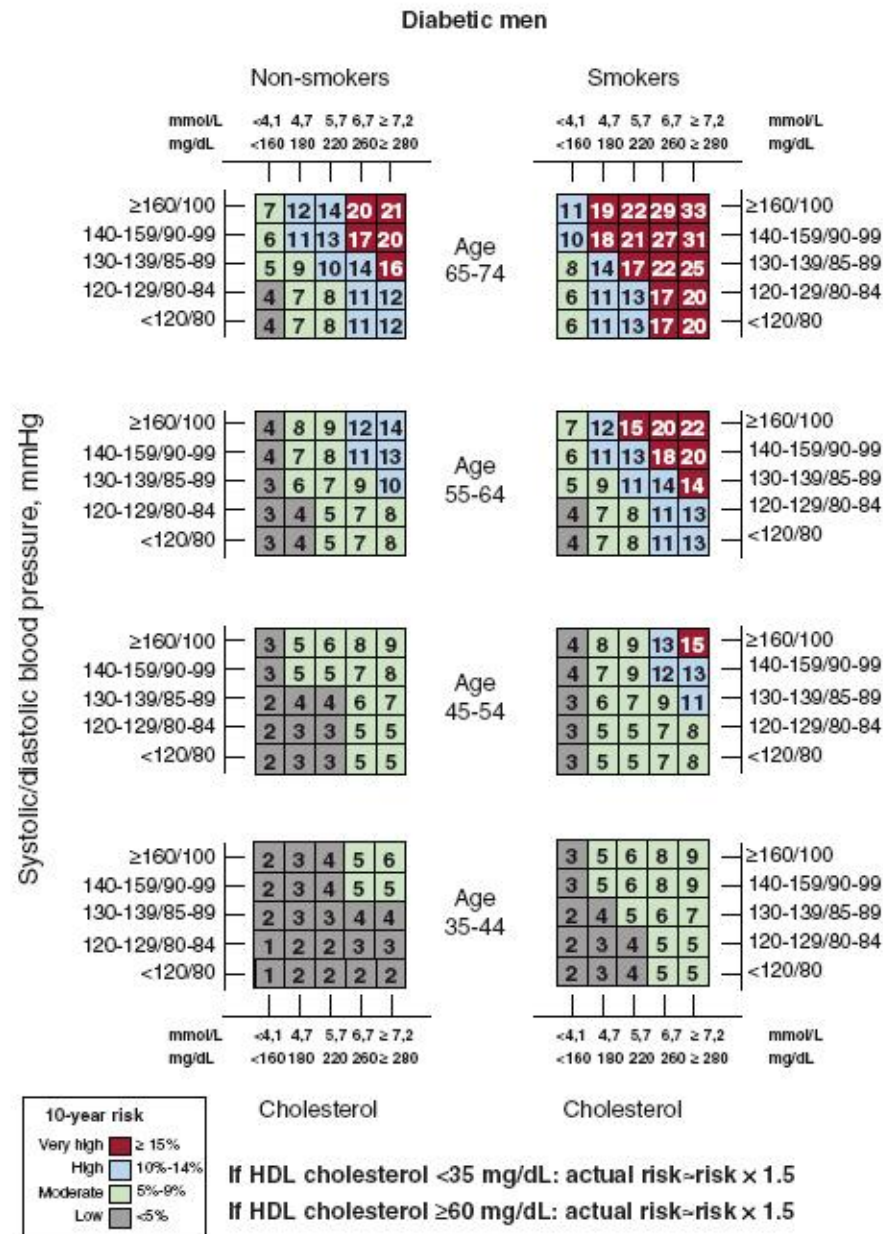 Diabetic men
Non-smokers Smokers
mmol/L <4,1 4,7 5,7 6,7 ≥ 7,2 <4,1 4,7 5,7 6,7 ≥ 7,2 mmol/L
mg/dL <160 180 220 260 ≥ 280 <160 180 220 260 ≥ 280 mg/dL
Systolic/diastolic blood pressure, mmHg
≥160/100 7 12 14 20 21 11 19 22 29 33 ≥160/100
140-159/90-99 6 11 13 17 20 Age 10 18 21 27 31 140-159/90-99
130-139/85-89 5 9 10 14 16 65-74 8 14 17 22 25 130-139/85-89
120-129/80-84 4 7 8 11 12 6 11 13 17 20 120-129/80-84
<120/80 4 7 8 11 12 6 11 13 17 20 <120/80
≥160/100 4 8 9 12 14 7 12 15 20 22 ≥160/100
140-159/90-99 4 7 8 11 13 Age 6 11 13 18 20 140-159/90-99
130-139/85-89 3 6 7 9 10 55-64 5 9 11 14 14 130-139/85-89
120-129/80-84 3 4 5 7 8 4 7 8 11 13 120-129/80-84
<120/80 3 4 5 7 8 4 7 8 11 13 <120/80
≥160/100 3 5 6 8 9 4 8 9 13 15 ≥160/100
140-159/90-99 3 5 5 7 8 Age 4 7 9 12 13 140-159/90-99
130-139/85-89 2 4 4 6 7 45-54 3 6 7 9 11 130-139/85-89
120-129/80-84 2 3 3 5 5 3 5 5 7 8 120-129/80-84
<120/80 2 3 3 5 5 3 5 5 7 8 <120/80
≥160/100 2 3 4 5 6 3 5 6 8 9 ≥160/100
140-159/90-99 2 3 4 5 5 Age 3 5 6 8 9 140-159/90-99
130-139/85-89 2 3 3 4 4 35-44 2 4 5 6 7 130-139/85-89
120-129/80-84 1 2 2 3 3 2 3 4 5 5 120-129/80-84
<120/80 1 2 2 2 2 2 3 4 5 5 <120/80
mmol/L <4,1 4,7 5,7 6,7 ≥ 7,2 <4,1 4,7 5,7 6,7 ≥ 7,2 mmol/L
mg/dL <160 180 220 260 ≥ 280 <160 180 220 260 ≥ 280 mg/dL
Cholesterol Cholesterol
10-year risk
Very high ≥ 15%
High 10%-14%
Moderate 5%-9%
Low <5%
If HDL cholesterol <35 mg/dL: actual risk~risk × 1.5
If HDL cholesterol ≥60 mg/dL: actual risk~risk × 1.5